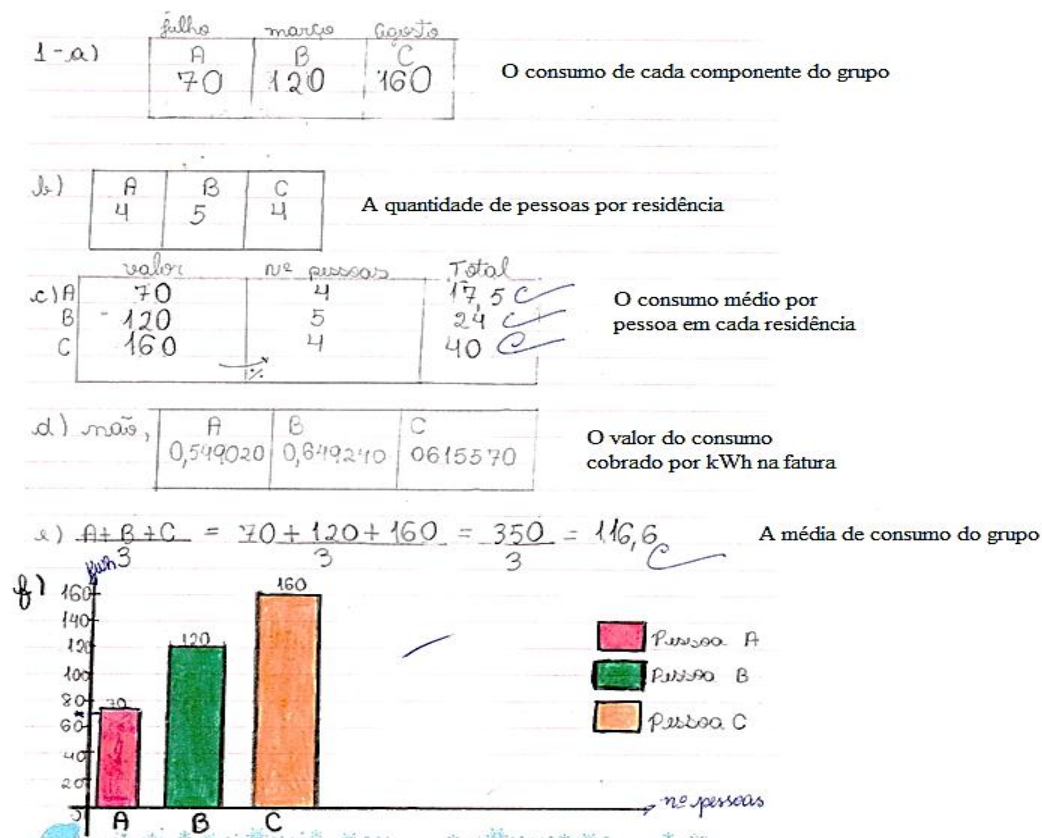 julho março agosto
1-a) A B C
70 120 160
O consumo de cada componente do grupo
b) A B C
4 5 4
A quantidade de pessoas por residência
valor nº pessoas Total
c) A 70 4 17,5 C
B 120 5 24 C
C 160 4 40 C
%
O consumo médio por
pessoa em cada residência
d) não, A B C
0,549020 0,649240 0615570
O valor do consumo
cobrado por kWh na fatura
e) A+B+C = 70 + 120 + 160 = 350 = 116,6 C
3 3 3
A média de consumo do grupo
f) kwh
160
140
120
100
80
60
40
20
0
70
120
160
A B C
nº pessoas
Pessoa A
Pessoa B
Pessoa C